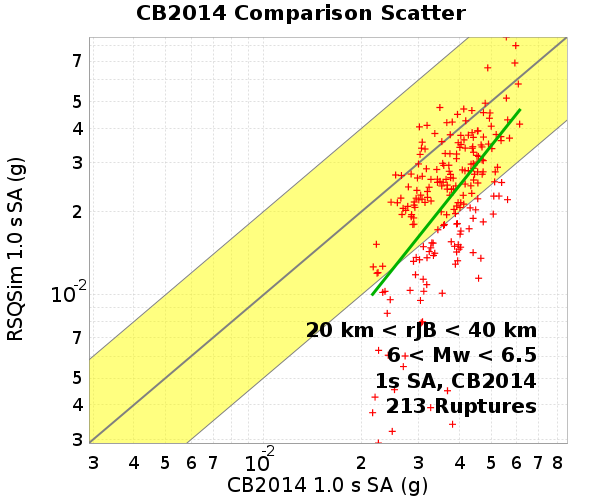 CB2014 Comparison Scatter
RSQSim 1.0 s SA (g)
7
5
4
3
2
10-2
7
5
4
3
20 km < rJB < 40 km
6 < Mw < 6.5
1s SA, CB2014
213 Ruptures
3 4 5 6 7 10-2 2 3 4 5 6 7 8
CB2014 1.0 s SA (g)